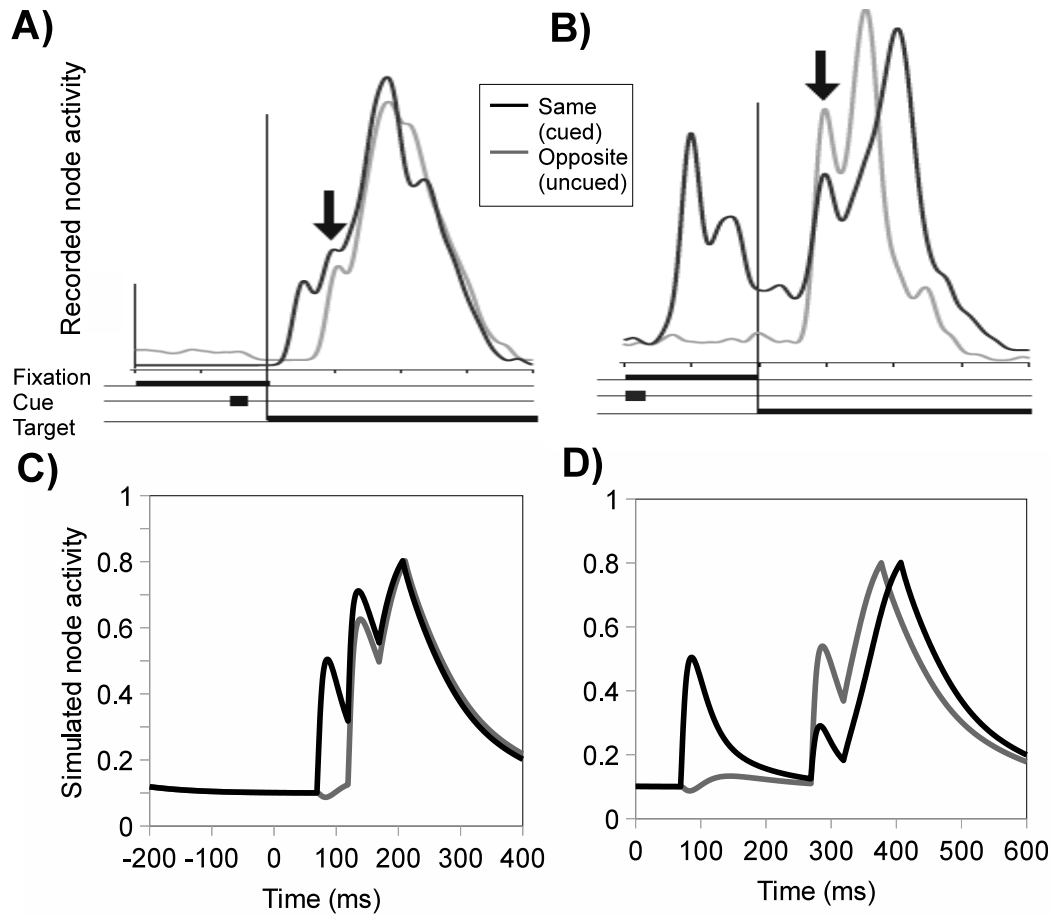 A)
B)
Recorded node activity
Same
(cued)
Opposite
(uncued)
Fixation
Cue
Target
C)
D)
Simulated node activity
1
0.8
0.6
0.4
0.2
0
-200 -100 0 100 200 300 400
Time (ms)
1
0.8
0.6
0.4
0.2
0
0 100 200 300 400 500 600
Time (ms)